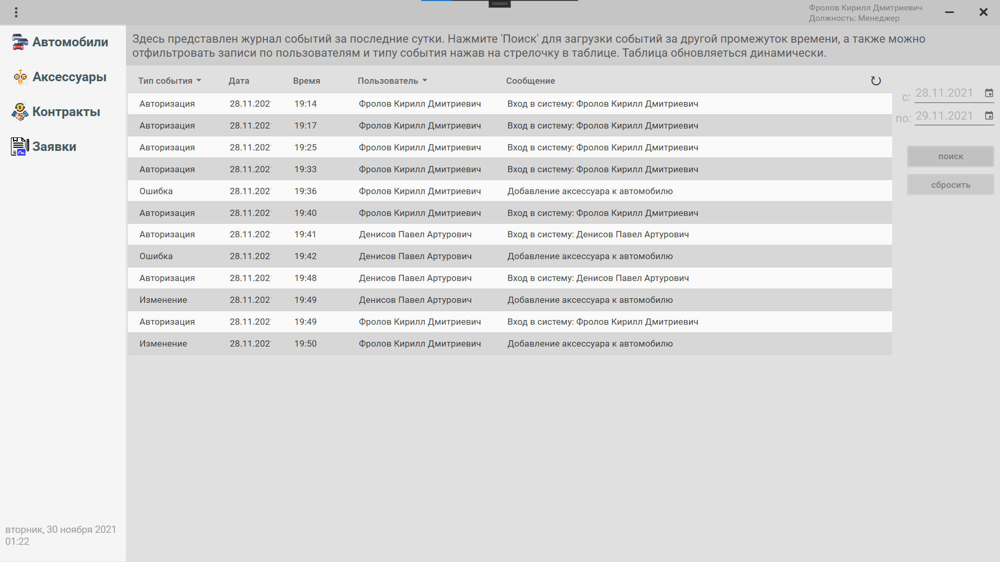 Фролов Кирилл Дмитриевич
Должность: Менеджер
Автомобили
Аксессуары
Контракты
Заявки
Здесь представлен журнал событий за последние сутки. Нажмите 'Поиск' для загрузки событий за другой промежуток времени, а также можно
отфильтровать записи по пользователям и типу события нажав на стрелочку в таблице. Таблица обновляеться динамически.
Тип события Дата Время Пользователь Сообщение
Авторизация 28.11.202 19:14 Фролов Кирилл Дмитриевич Вход в систему: Фролов Кирилл Дмитриевич
Авторизация 28.11.202 19:17 Фролов Кирилл Дмитриевич Вход в систему: Фролов Кирилл Дмитриевич
Авторизация 28.11.202 19:25 Фролов Кирилл Дмитриевич Вход в систему: Фролов Кирилл Дмитриевич
Авторизация 28.11.202 19:33 Фролов Кирилл Дмитриевич Вход в систему: Фролов Кирилл Дмитриевич
Ошибка 28.11.202 19:36 Фролов Кирилл Дмитриевич Добавление аксессуара к автомобилю
Авторизация 28.11.202 19:40 Фролов Кирилл Дмитриевич Вход в систему: Фролов Кирилл Дмитриевич
Авторизация 28.11.202 19:41 Денисов Павел Артурович Вход в систему: Денисов Павел Артурович
Ошибка 28.11.202 19:42 Денисов Павел Артурович Добавление аксессуара к автомобилю
Авторизация 28.11.202 19:48 Денисов Павел Артурович Вход в систему: Денисов Павел Артурович
Изменение 28.11.202 19:49 Денисов Павел Артурович Добавление аксессуара к автомобилю
Авторизация 28.11.202 19:49 Фролов Кирилл Дмитриевич Вход в систему: Фролов Кирилл Дмитриевич
Изменение 28.11.202 19:50 Фролов Кирилл Дмитриевич Добавление аксессуара к автомобилю
с: 28.11.2021
по: 29.11.2021
поиск
сбросить
вторник, 30 ноября 2021
01:22